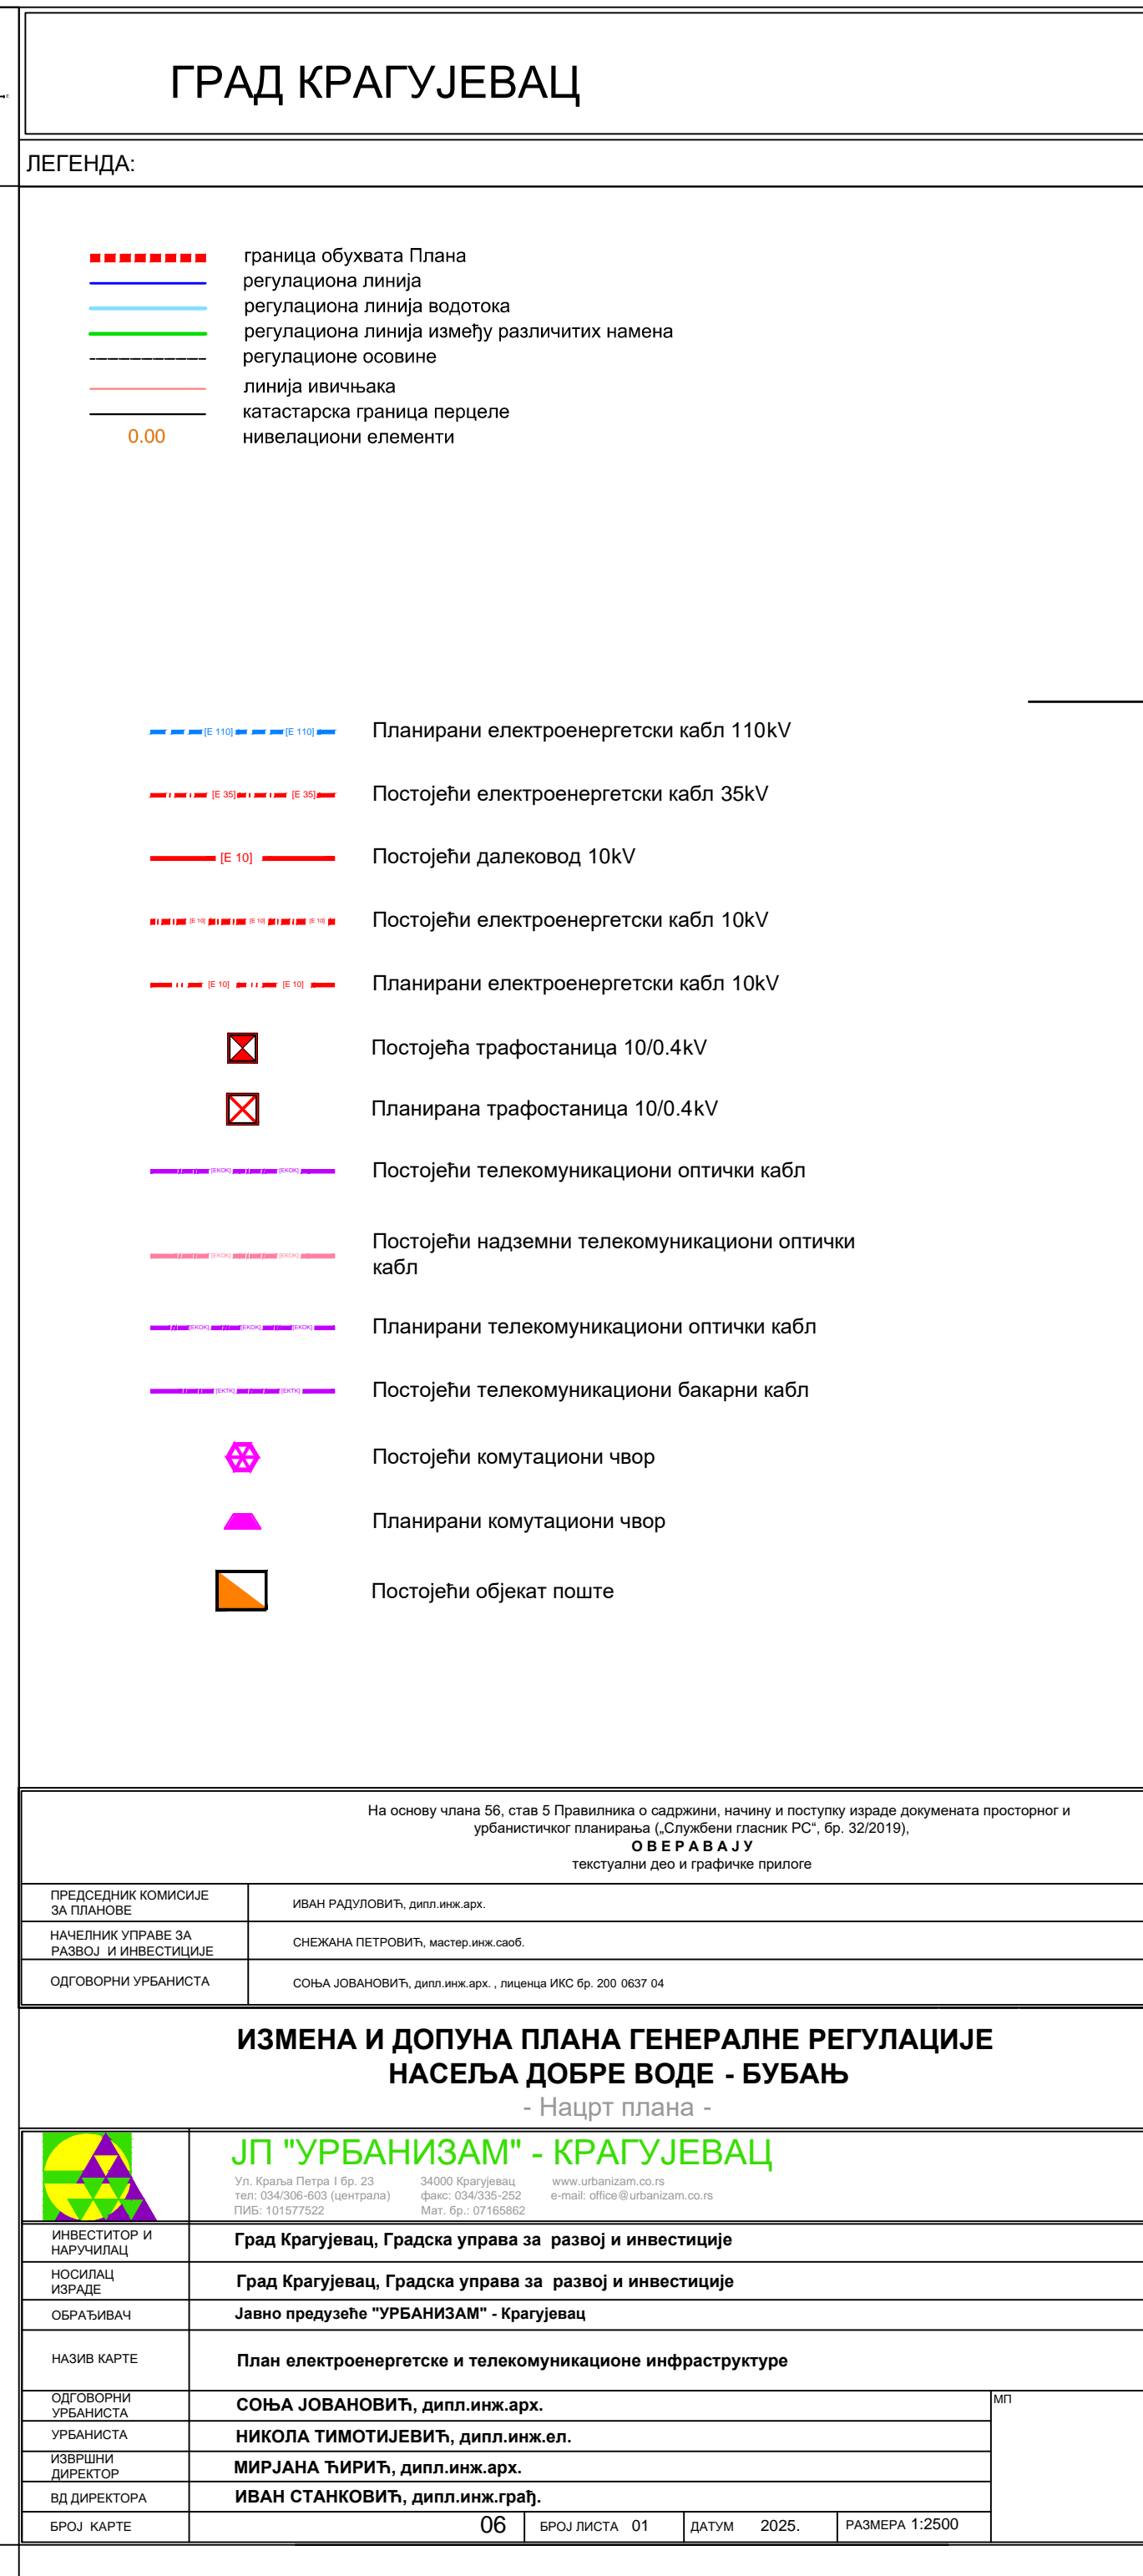 ГРАД КРАГУЈЕВАЦ
ЛЕГЕНДА:
граница обухвата Плана
регулациона линија
регулациона линија водотока
регулациона линија између различитих намена
регулационе осовине
линија ивичњака
катастарска граница перцеле
0.00 нивелациони елементи
[E 110] [E 110] Планирани електроенергетски кабл 110kV
[E 35] [E 35] Постојећи електроенергетски кабл 35kV
[E 10] Постојећи далековод 10kV
[E 10] [E 10] [E 10] Постојећи електроенергетски кабл 10kV
[E 10] [E 10] Планирани електроенергетски кабл 10kV
Постојећа трафостаница 10/0.4kV
Планирана трафостаница 10/0.4kV
[EKOK] [EKOK] Постојећи телекомуникациони оптички кабл
[EKOK] [EKOK] Постојећи надземни телекомуникациони оптички
кабл
[EKOK] [EKOK] [EKOK] Планирани телекомуникациони оптички кабл
[EKTK] [EKTK] Постојећи телекомуникациони бакарни кабл
Постојећи комутациони чвор
Планирани комутациони чвор
Постојећи објекат поште
На основу члана 56, став 5 Правилника о садржини, начину и поступку израде докумената просторног и
урбанистичког планирања („Службени гласник РС“, бр. 32/2019),
О В Е Р А В А Ј У
текстуални део и графичке прилоге
ПРЕДСЕДНИК КОМИСИЈЕ
ЗА ПЛАНОВЕ
ИВАН РАДУЛОВИЋ, дипл.инж.арх.
НАЧЕЛНИК УПРАВЕ ЗА
РАЗВОЈ И ИНВЕСТИЦИЈЕ
СНЕЖАНА ПЕТРОВИЋ, мастер.инж.саоб.
ОДГОВОРНИ УРБАНИСТА
СОЊА ЈОВАНОВИЋ, дипл.инж.арх. , лиценца ИКС бр. 200 0637 04
ИЗМЕНА И ДОПУНА ПЛАНА ГЕНЕРАЛНЕ РЕГУЛАЦИЈЕ
НАСЕЉА ДОБРЕ ВОДЕ - БУБАЊ
- Нацрт плана -
ЈП "УРБАНИЗАМ" - КРАГУЈЕВАЦ
Ул. Краља Петра I бр. 23 34000 Крагујевац www.urbanizam.co.rs
тел: 034/306-603 (централа) факс: 034/335-252 e-mail: office@urbanizam.co.rs
ПИБ: 101577522 Мат. бр.: 07165862
ИНВЕСТИТОР И
НАРУЧИЛАЦ
Град Крагујевац, Градска управа за развој и инвестиције
НОСИЛАЦ
ИЗРАДЕ
Град Крагујевац, Градска управа за развој и инвестиције
ОБРАЂИВАЧ Јавно предузеће "УРБАНИЗАМ" - Крагујевац
НАЗИВ КАРТЕ План електроенергетске и телекомуникационе инфраструктуре
ОДГОВОРНИ
УРБАНИСТА
СОЊА ЈОВАНОВИЋ, дипл.инж.арх.
МП
УРБАНИСТА НИКОЛА ТИМОТИЈЕВИЋ, дипл.инж.ел.
ИЗВРШНИ
ДИРЕКТОР
МИРЈАНА ЋИРИЋ, дипл.инж.арх.
ВД ДИРЕКТОРА ИВАН СТАНКОВИЋ, дипл.инж.грађ.
БРОЈ КАРТЕ 06 БРОЈ ЛИСТА 01 ДАТУМ 2025. РАЗМЕРА 1:2500